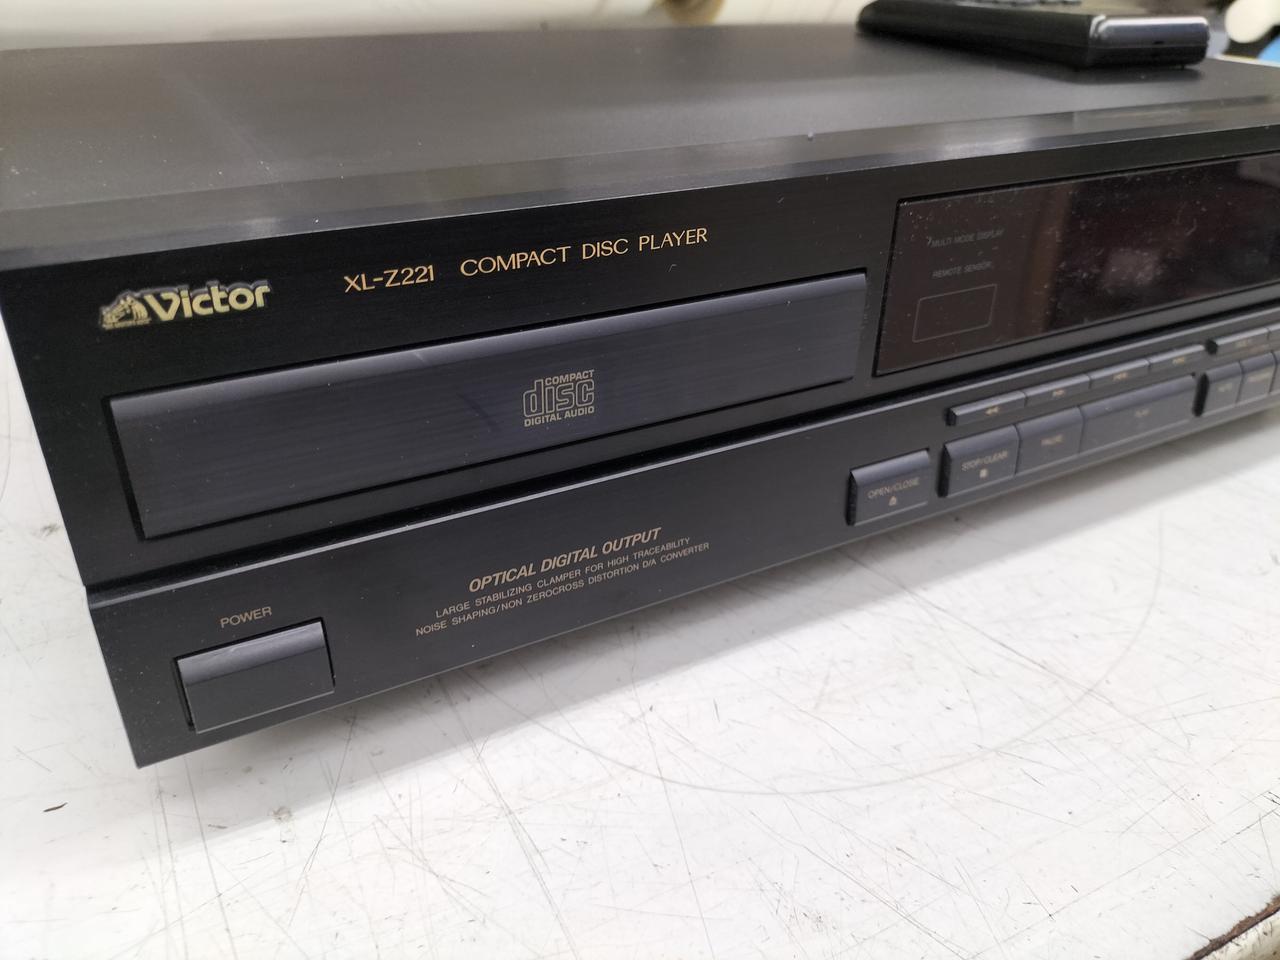 Victor
XL-Z221 COMPACT DISC PLAYER
MULTI MODE DISPLAY
REMOTE SENSOR
COMPACT
disc
DIGITAL AUDIO
OPEN/CLOSE
STOP/CLEAR
PAUSE
PLAY
OPTICAL DIGITAL OUTPUT
LARGE STABILIZING CLAMPER FOR HIGH TRACEABILITY
NOISE SHAPING/NON ZEROCROSS DISTORTION D/A CONVERTER
POWER